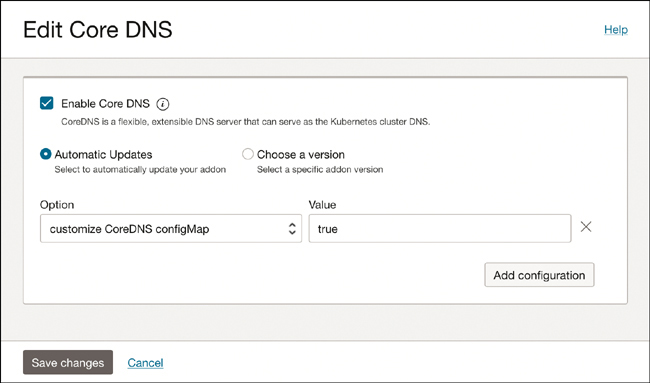 Edit Core DNS
Help
Enable Core DNS i
CoreDNS is a flexible, extensible DNS server that can serve as the Kubernetes cluster DNS.
Automatic Updates
Choose a version
Select to automatically update your addon
Select a specific addon version
Option
Value
customize CoreDNS configMap
true
Add configuration
Save changes
Cancel